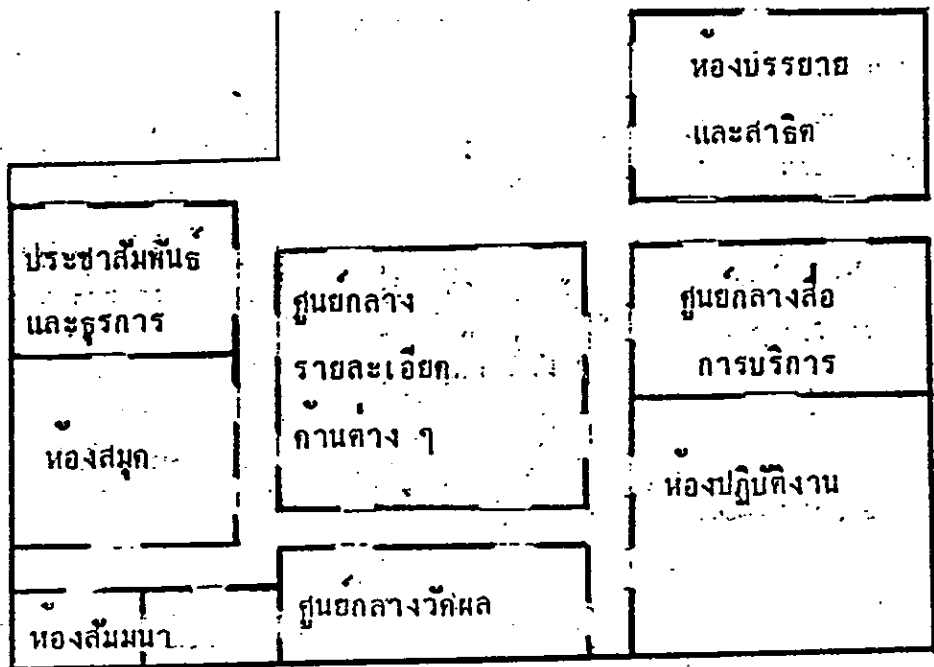 ห้องบรรยาย
และสาธิต
ประชาสัมพันธ์
และธุรการ
ศูนย์กลาง
รายละเอียด
ด้านต่าง ๆ
ศูนย์กลางสื่อ
การบริการ
ห้องสมุด
ห้องปฏิบัติงาน
ห้องสัมมนา
ศูนย์กลางวัดผล